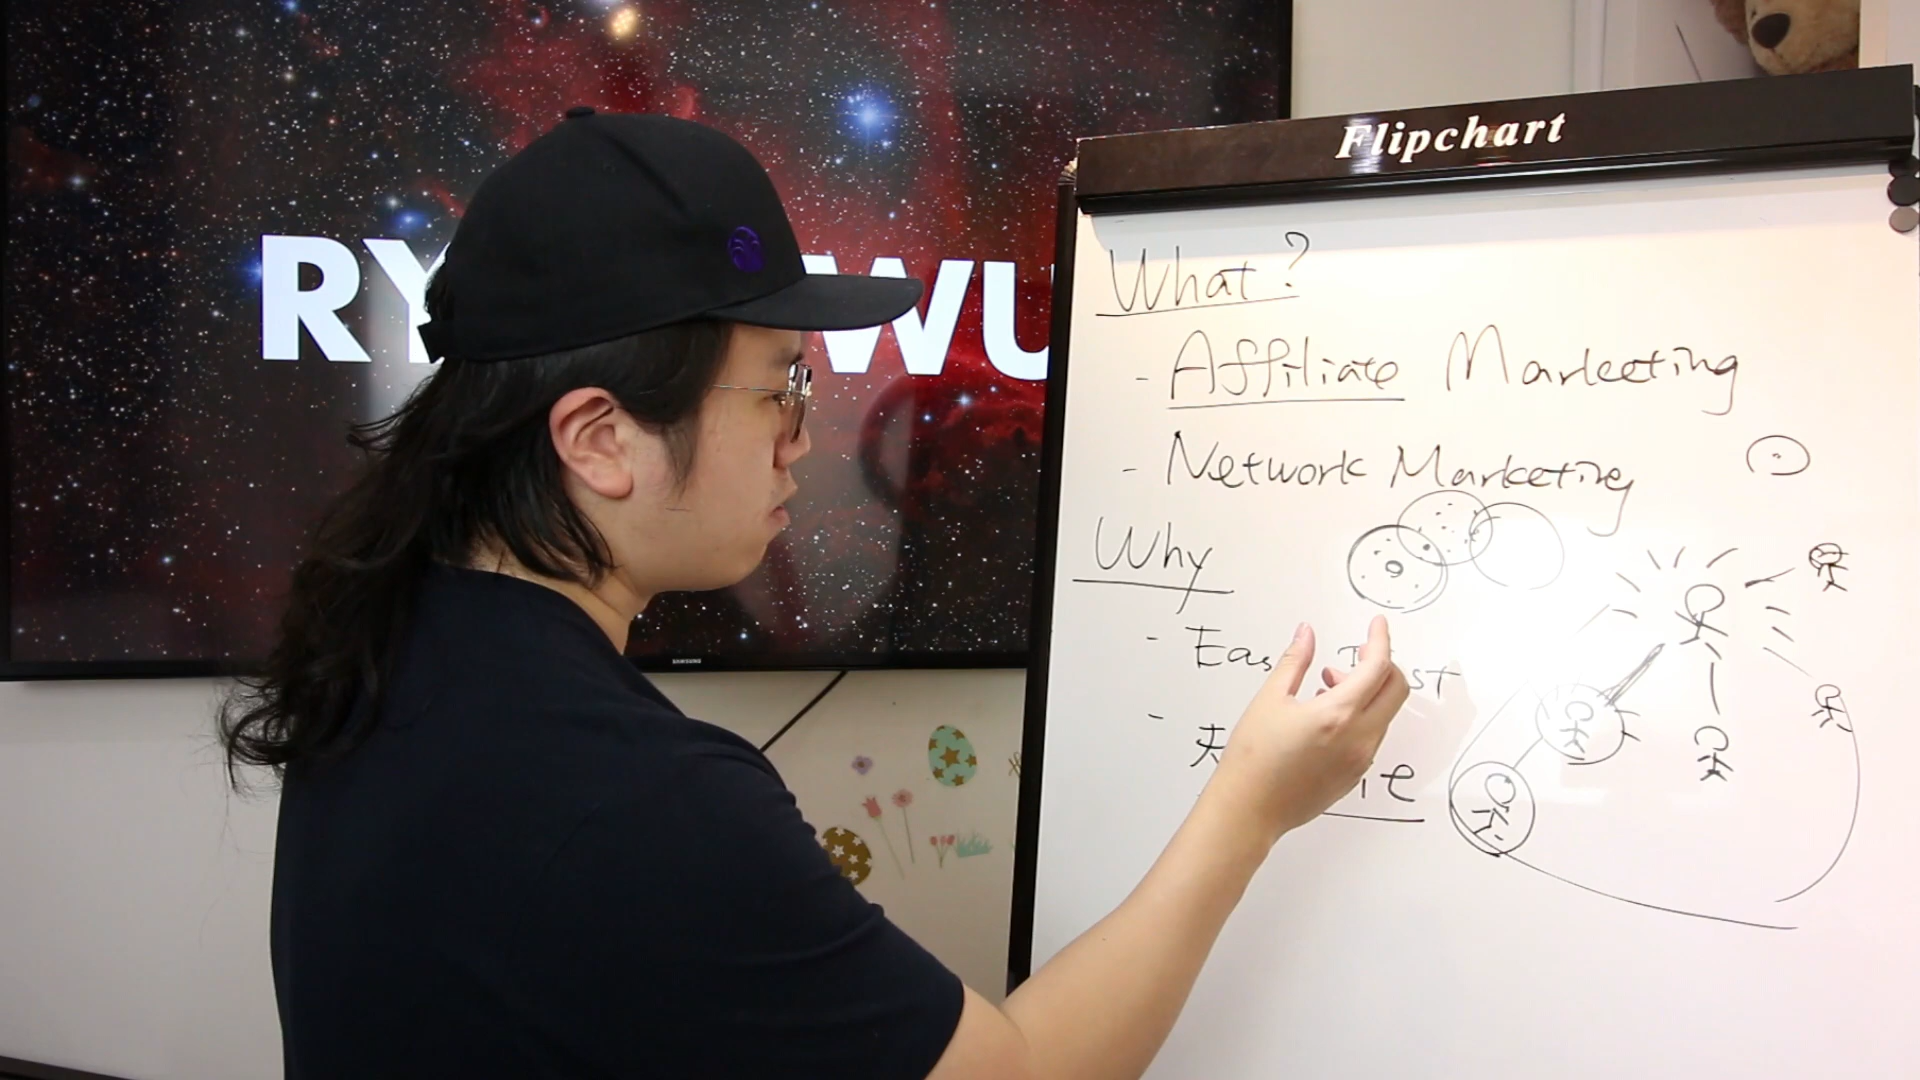 RY WU
SAMSUNG
Flipchart
What?
- Affiliate Marketing
- Network Marketing
Why
- Eas
-